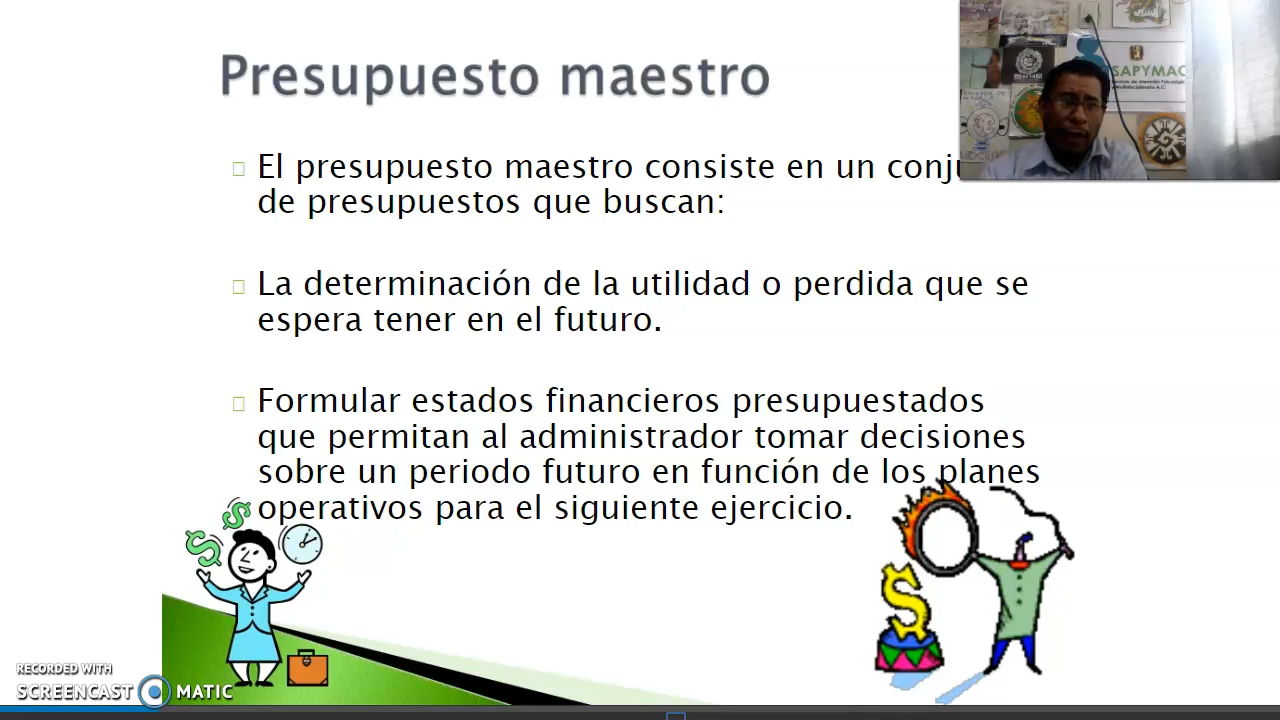 Presupuesto maestro
El presupuesto maestro consiste en un conju
de presupuestos que buscan:
La determinación de la utilidad o perdida que se
espera tener en el futuro.
Formular estados financieros presupuestados
que permitan al administrador tomar decisiones
sobre un periodo futuro en función de los planes
operativos para el siguiente ejercicio.
SAPYMAC
RECORDED WITH
SCREENCAST MATIC